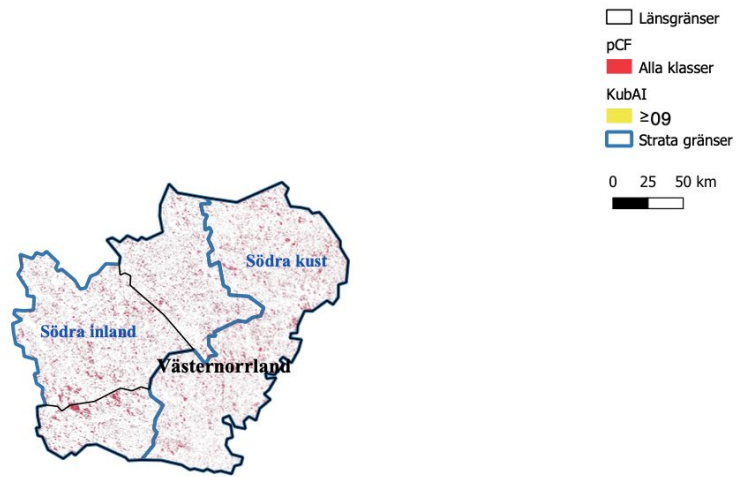 Länsgränser
pCF
Alla klasser
KubAI
≥09
Strata gränser
0 25 50 km
Södra kust
Södra inland
Västernorrland